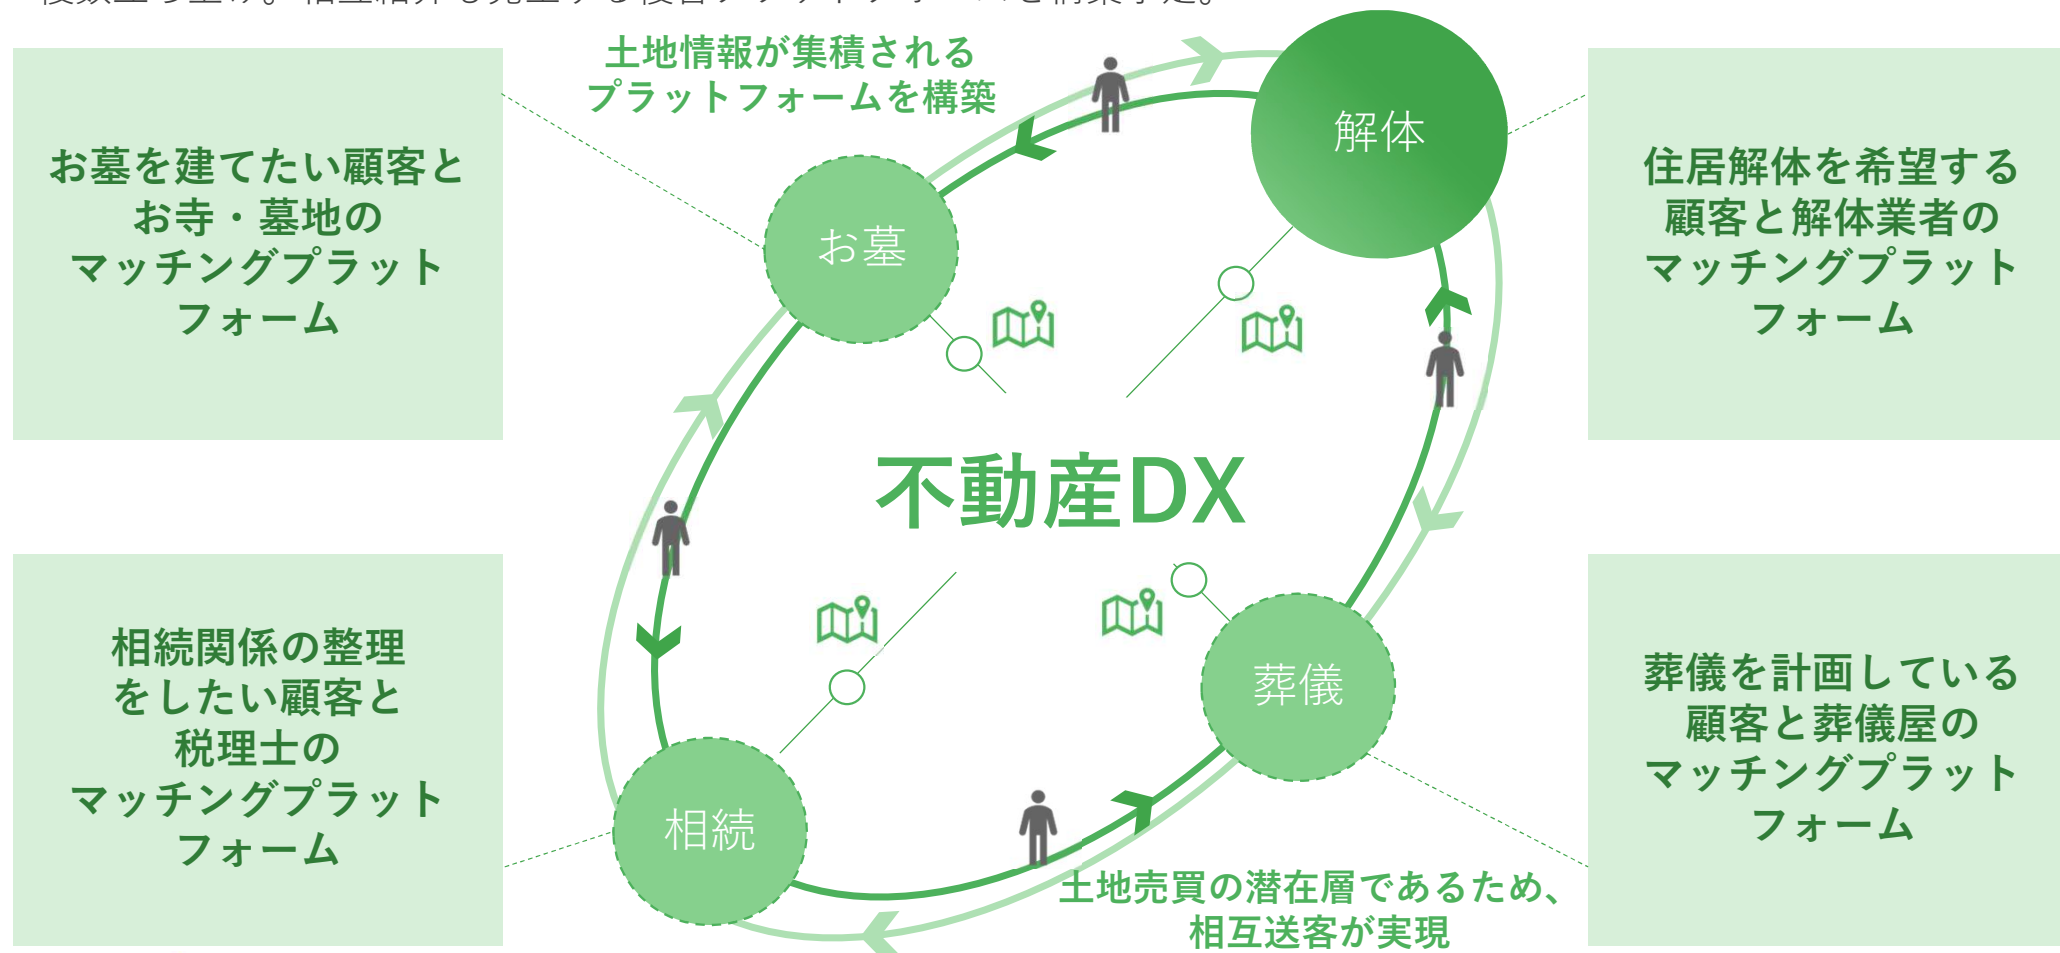 土地情報が集積される
プラットフォームを構築
お墓を建てたい顧客と
お寺・墓地の
マッチングプラット
フォーム
お墓
解体
住居解体を希望する
顧客と解体業者の
マッチングプラット
フォーム
不動産DX
相続関係の整理
をしたい顧客と
税理士の
マッチングプラット
フォーム
相続
葬儀
葬儀を計画している
顧客と葬儀屋の
マッチングプラット
フォーム
土地売買の潜在層であるため、
相互送客が実現